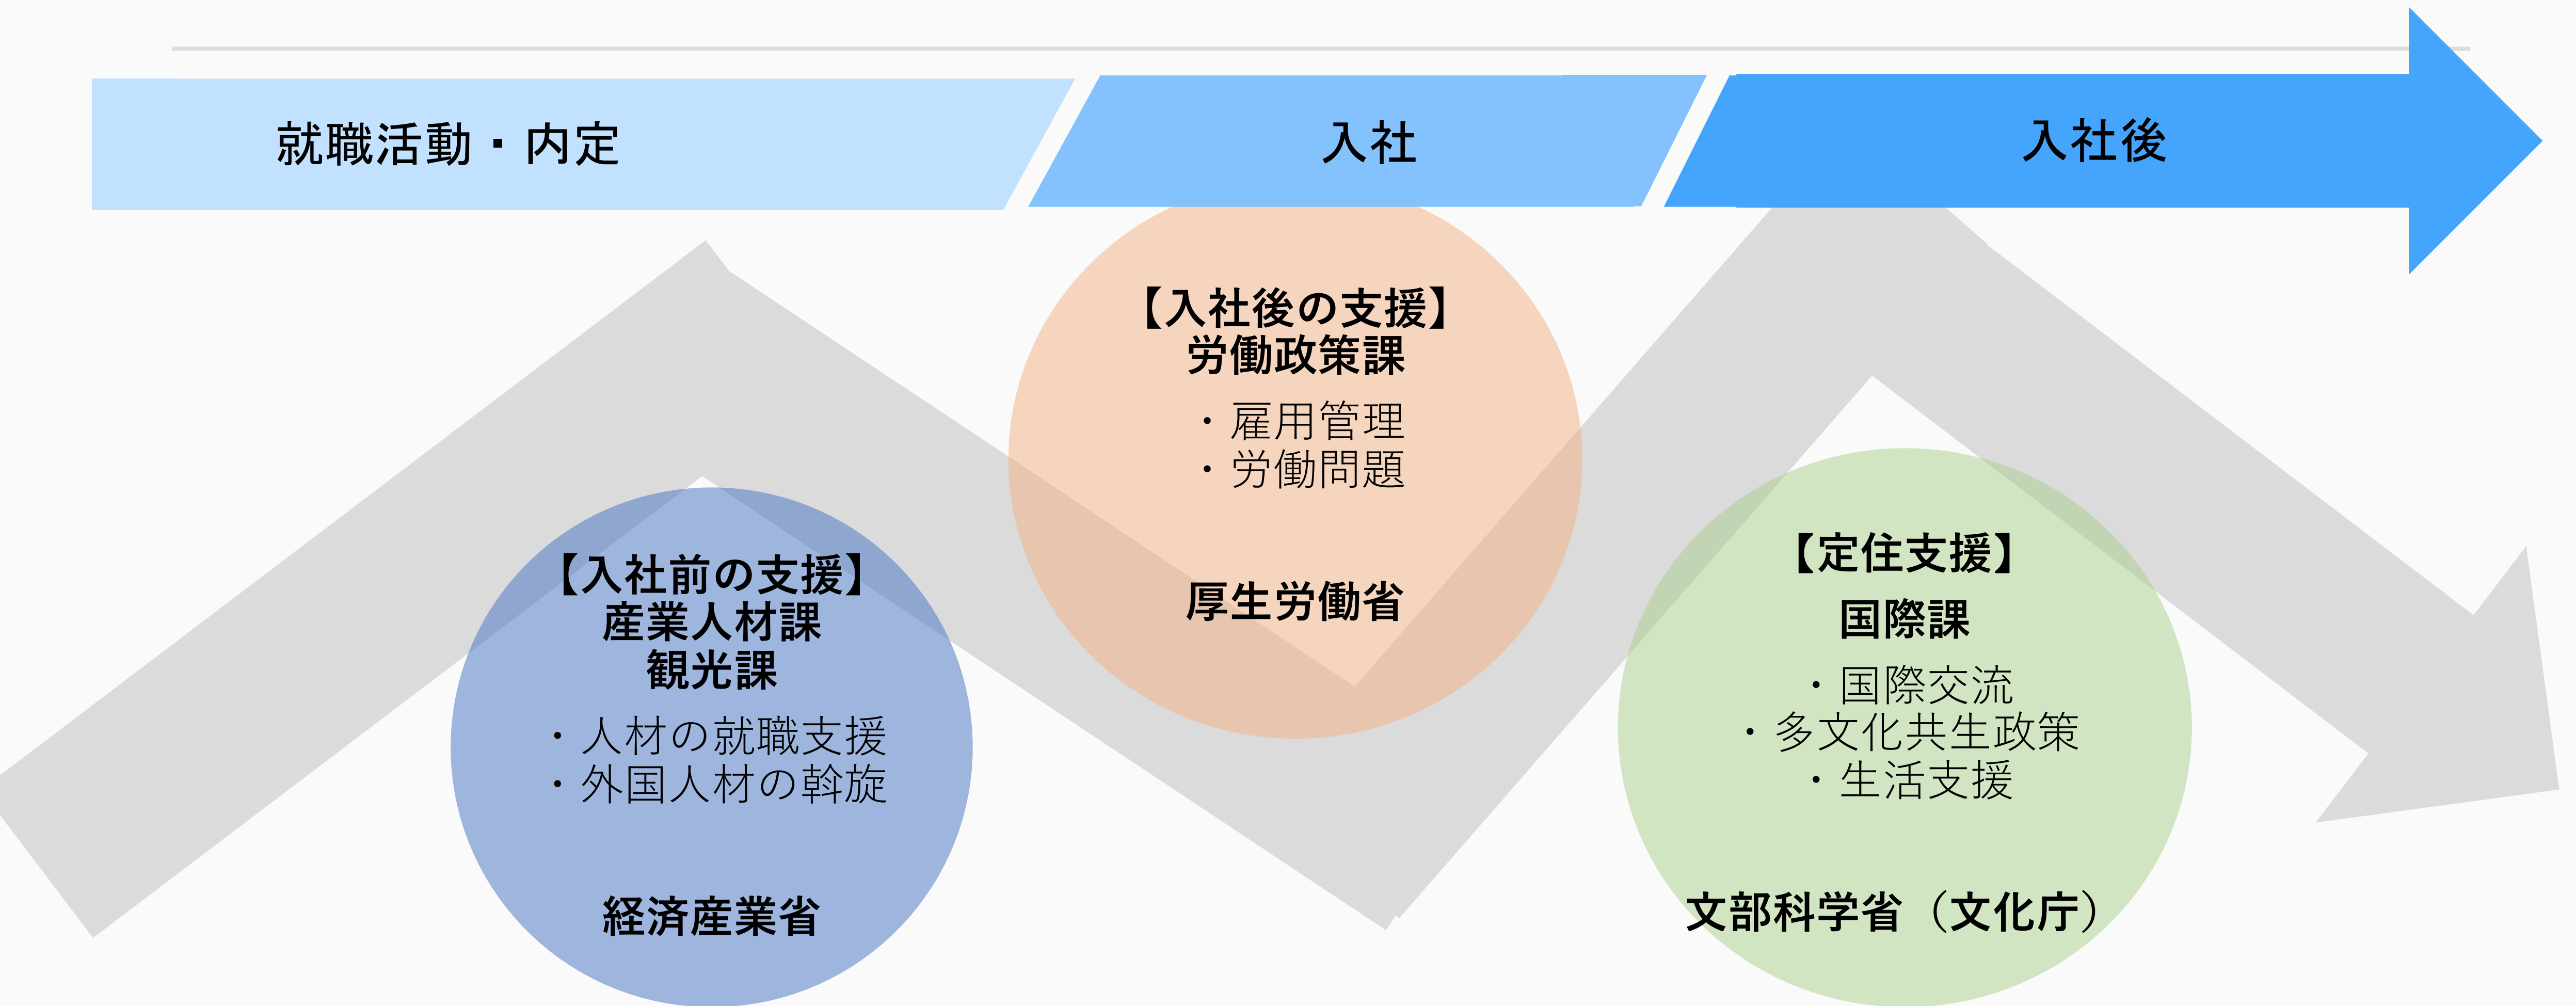 就職活動・内定
入社
入社後
【入社前の支援】
産業人材課
観光課
・人材の就職支援
・外国人材の斡旋
経済産業省
【入社後の支援】
労働政策課
・雇用管理
・労働問題
厚生労働省
【定住支援】
国際課
・国際交流
・多文化共生政策
・生活支援
文部科学省（文化庁）